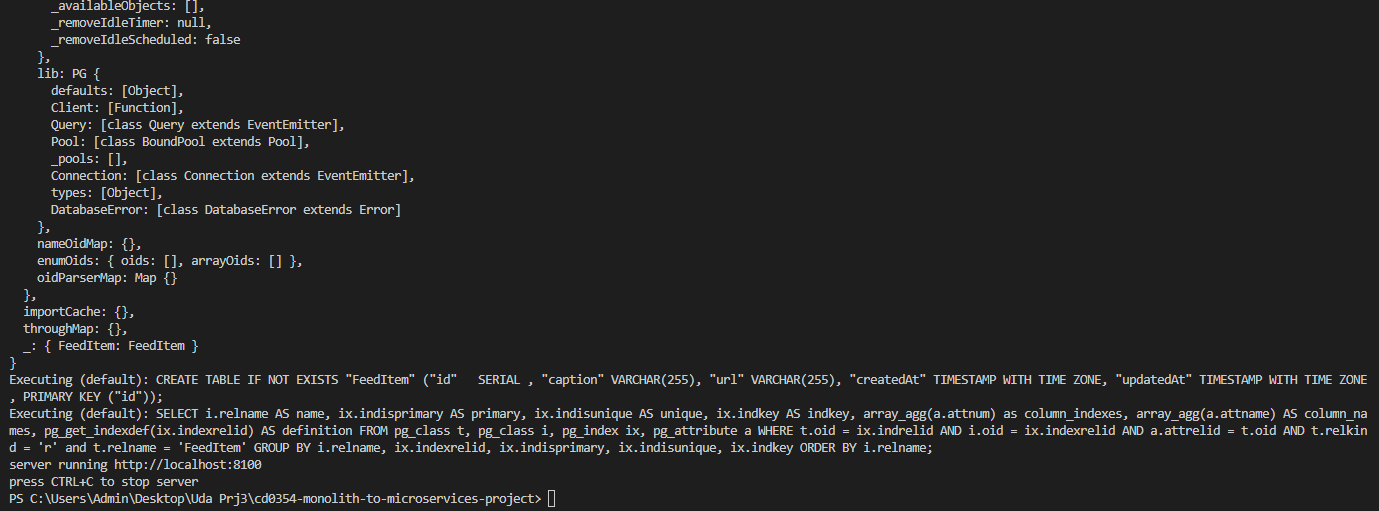 _availableObjects: [],
_removeIdleTimer: null,
_removeIdleScheduled: false
},
lib: PG {
defaults: [Object],
Client: [Function],
Query: [class Query extends EventEmitter],
Pool: [class BoundPool extends Pool],
_pools: [],
Connection: [class Connection extends EventEmitter],
types: [Object],
DatabaseError: [class DatabaseError extends Error]
},
nameOidMap: {},
enumOids: { oids: [], arrayOids: [] },
oidParserMap: Map {}
},
importCache: {},
throughMap: {},
_: { FeedItem: FeedItem }
}
Executing (default): CREATE TABLE IF NOT EXISTS "FeedItem" ("id"   SERIAL , "caption" VARCHAR(255), "url" VARCHAR(255), "createdAt" TIMESTAMP WITH TIME ZONE, "updatedAt" TIMESTAMP WITH TIME ZONE
, PRIMARY KEY ("id"));
Executing (default): SELECT i.relname AS name, ix.indisprimary AS primary, ix.indisunique AS unique, ix.indkey AS indkey, array_agg(a.attnum) as column_indexes, array_agg(a.attname) AS column_na
mes, pg_get_indexdef(ix.indexrelid) AS definition FROM pg_class t, pg_class i, pg_index ix, pg_attribute a WHERE t.oid = ix.indrelid AND i.oid = ix.indexrelid AND a.attrelid = t.oid AND t.relkin
d = 'r' and t.relname = 'FeedItem' GROUP BY i.relname, ix.indexrelid, ix.indisprimary, ix.indisunique, ix.indkey ORDER BY i.relname;
server running http://localhost:8100
press CTRL+C to stop server
PS C:\Users\Admin\Desktop\Uda Prj3\cd0354-monolith-to-microservices-project>